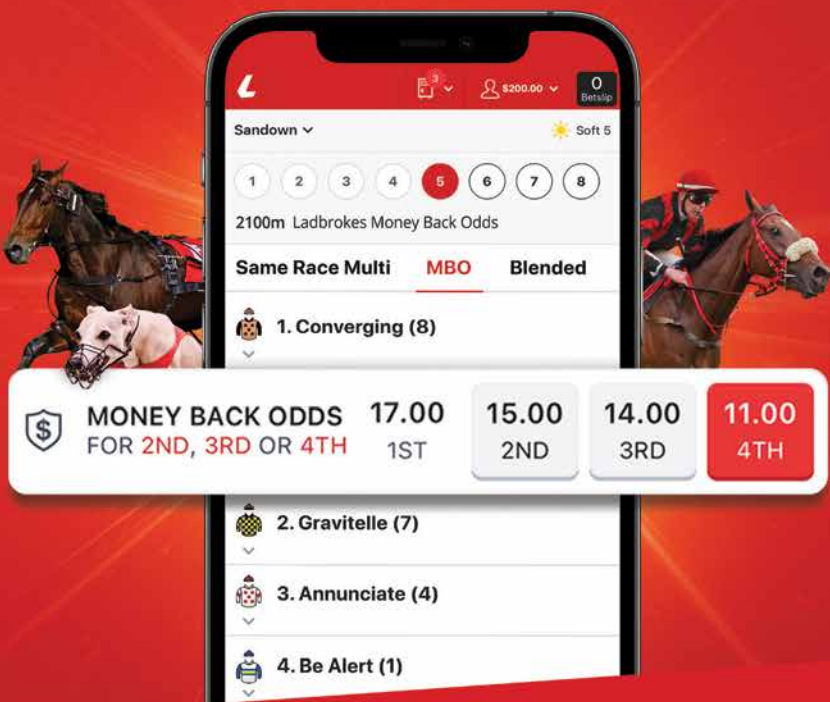 3
$200.00
0
Betslip
Sandown
Soft 5
1 2 3 4 5 6 7 8
2100m Ladbrokes Money Back Odds
Same Race Multi MBO Blended
1. Converging (8)
$ MONEY BACK ODDS 17.00 15.00 14.00 11.00
FOR 2ND, 3RD OR 4TH 1ST 2ND 3RD 4TH
2. Gravitelle (7)
3. Annunciate (4)
4. Be Alert (1)